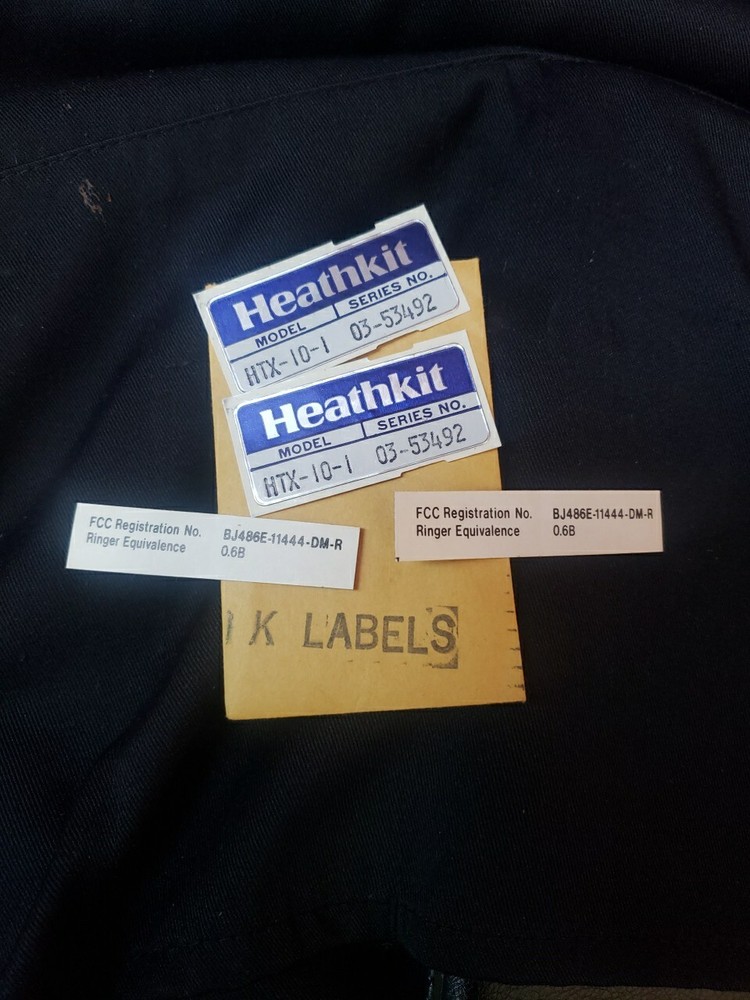 Heathkit
MODEL SERIES NO.
HTX-10-1 03-53492
Heathkit
MODEL SERIES NO.
HTX-10-1 03-53492
FCC Registration No. BJ486E-11444-DM-R
Ringer Equivalence 0.6B
FCC Registration No. BJ486E-11444-DM-R
Ringer Equivalence 0.6B
K LABELS